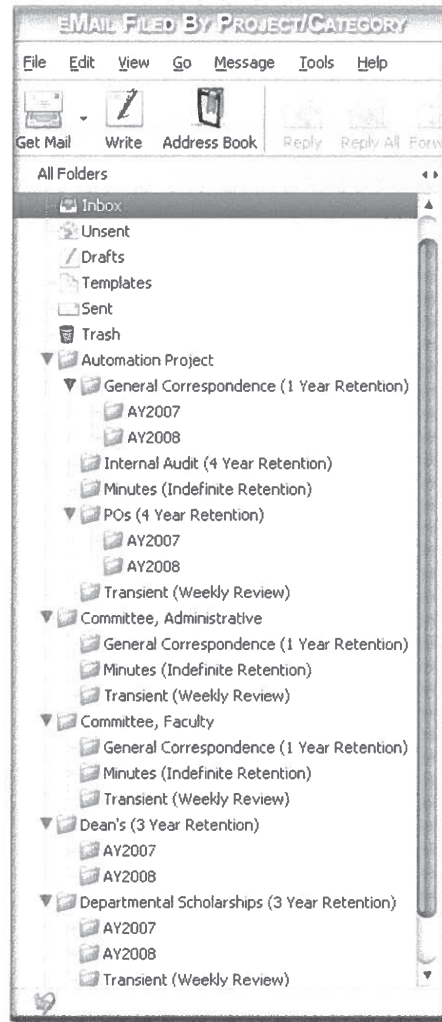 EMAIL FILED BY PROJECT/CATEGORY
File Edit View Go Message Tools Help
Get Mail Write Address Book Reply Reply All Forw
All Folders
Inbox
Unsent
Drafts
Templates
Sent
Trash
Automation Project
General Correspondence (1 Year Retention)
AY2007
AY2008
Internal Audit (4 Year Retention)
Minutes (Indefinite Retention)
POs (4 Year Retention)
AY2007
AY2008
Transient (Weekly Review)
Committee, Administrative
General Correspondence (1 Year Retention)
Minutes (Indefinite Retention)
Transient (Weekly Review)
Committee, Faculty
General Correspondence (1 Year Retention)
Minutes (Indefinite Retention)
Transient (Weekly Review)
Dean's (3 Year Retention)
AY2007
AY2008
Departmental Scholarships (3 Year Retention)
AY2007
AY2008
Transient (Weekly Review)